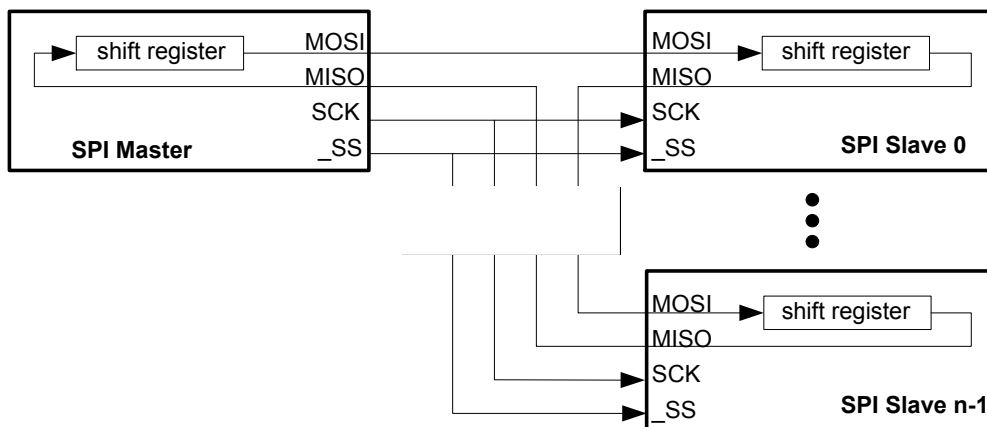 shift register
MOSI
MISO
SCK
_SS
SPI Master
MOSI
shift register
MISO
SCK
_SS
SPI Slave 0
MOSI
shift register
MISO
SCK
_SS
SPI Slave n-1